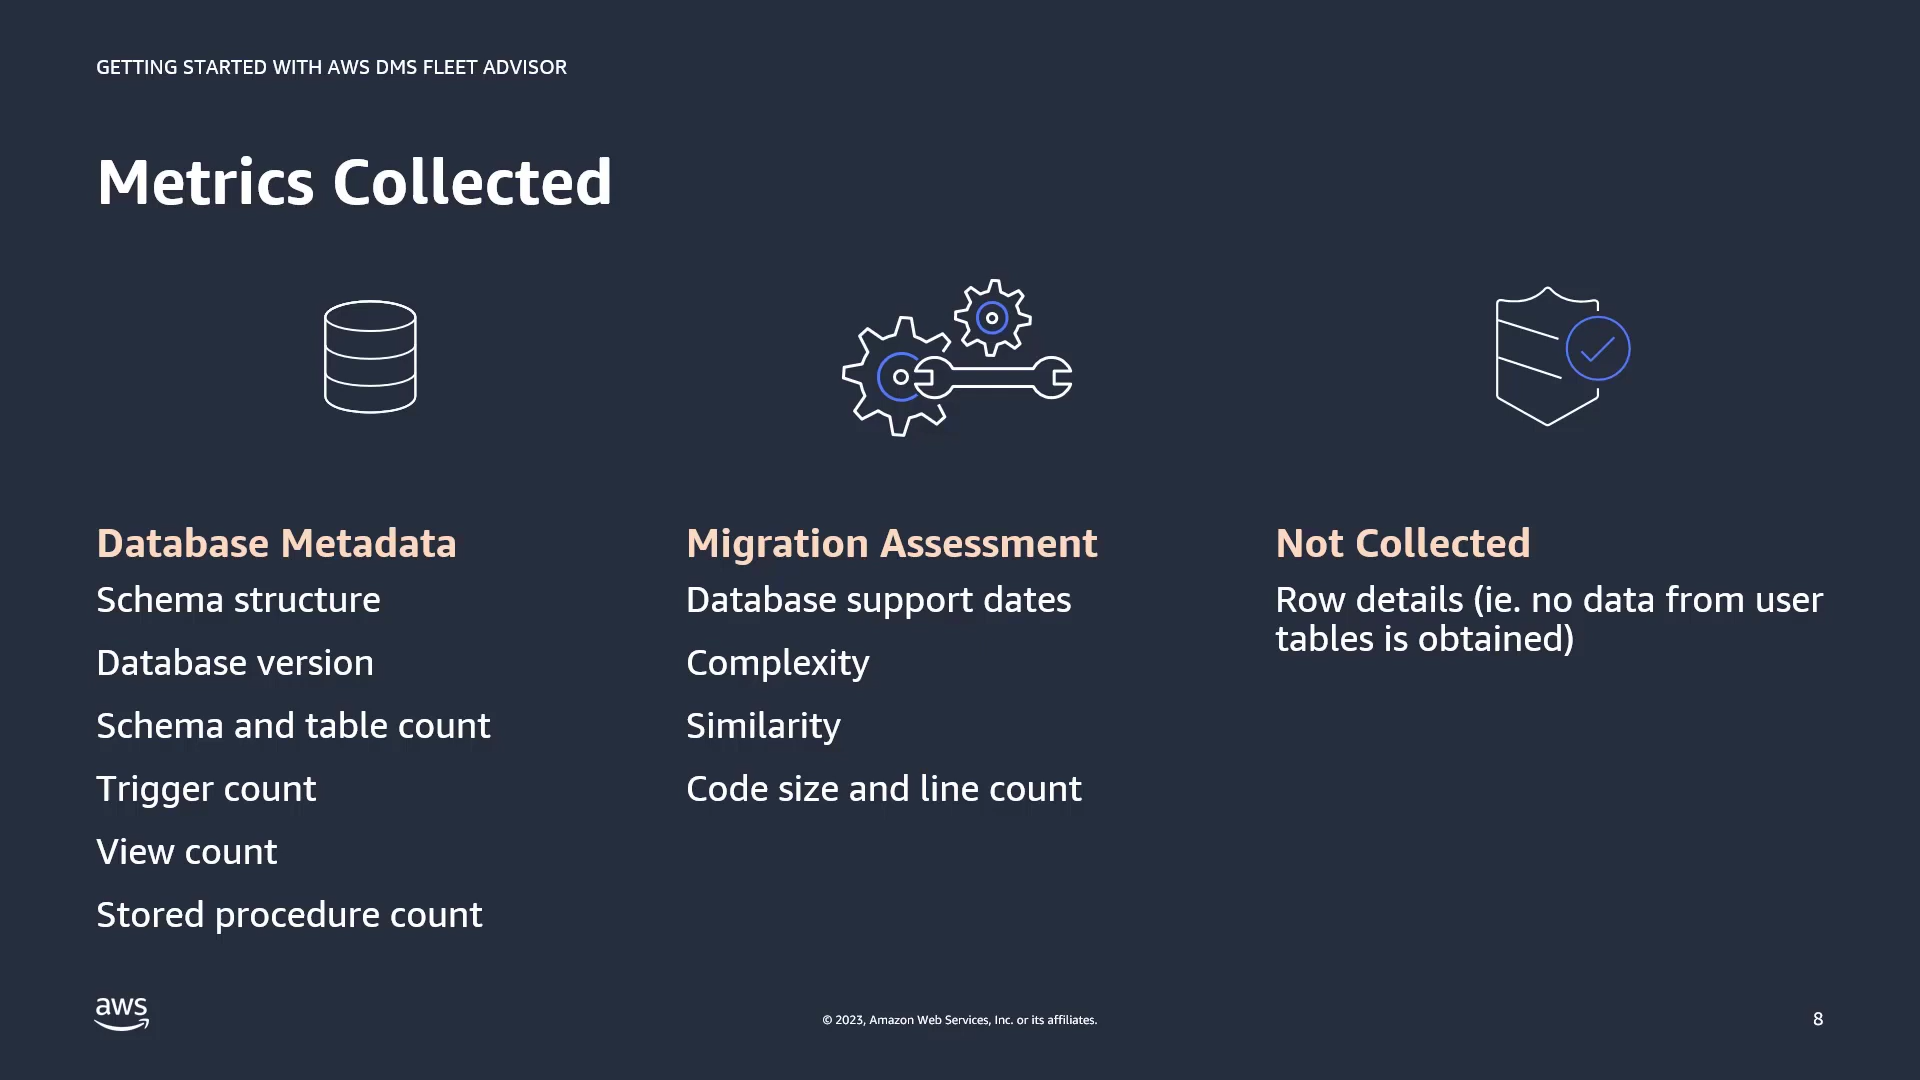 GETTING STARTED WITH AWS DMS FLEET ADVISOR
Metrics Collected
Database Metadata
Schema structure
Database version
Schema and table count
Trigger count
View count
Stored procedure count
Migration Assessment
Database support dates
Complexity
Similarity
Code size and line count
Not Collected
Row details (ie. no data from user
tables is obtained)
aws
© 2023, Amazon Web Services, Inc. or its affiliates.
8